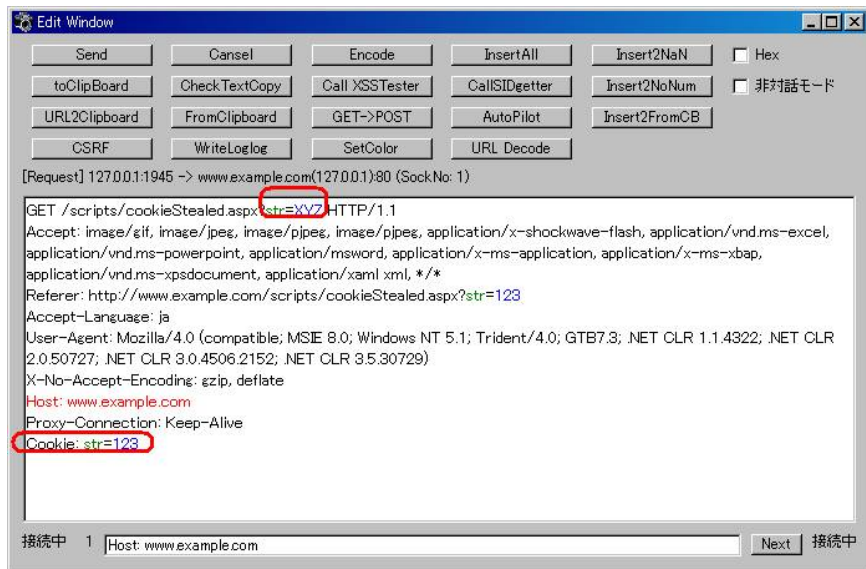 Edit Window
Send Cansel Encode InsertAll Insert2NaN Hex
toClipBoard CheckTextCopy Call XSSTester CallSIDgetter Insert2NoNum 非対話モード
URL2Clipboard FromClipboard GET->POST AutoPilot Insert2FromCB
CSRF WriteLoglog SetColor URL Decode
[Request] 127.0.0.1:1945 -> www.example.com(127.0.0.1):80 (SockNo: 1)
GET /scripts/cookieStealed.aspx?str=XYZ HTTP/1.1
Accept: image/gif, image/jpeg, image/pjpeg, image/pjpeg, application/x-shockwave-flash, application/vnd.ms-excel,
application/vnd.ms-powerpoint, application/msword, application/x-ms-application, application/x-ms-xbap,
application/vnd.ms-xpsdocument, application/xaml xml, */*
Referer: http://www.example.com/scripts/cookieStealed.aspx?str=123
Accept-Language: ja
User-Agent: Mozilla/4.0 (compatible; MSIE 8.0; Windows NT 5.1; Trident/4.0; GTB7.3; .NET CLR 1.1.4322; .NET CLR
2.0.50727; .NET CLR 3.0.4506.2152; .NET CLR 3.5.30729)
X-No-Accept-Encoding: gzip, deflate
Host: www.example.com
Proxy-Connection: Keep-Alive
Cookie: str=123
接続中 1 Host: www.example.com Next 接続中